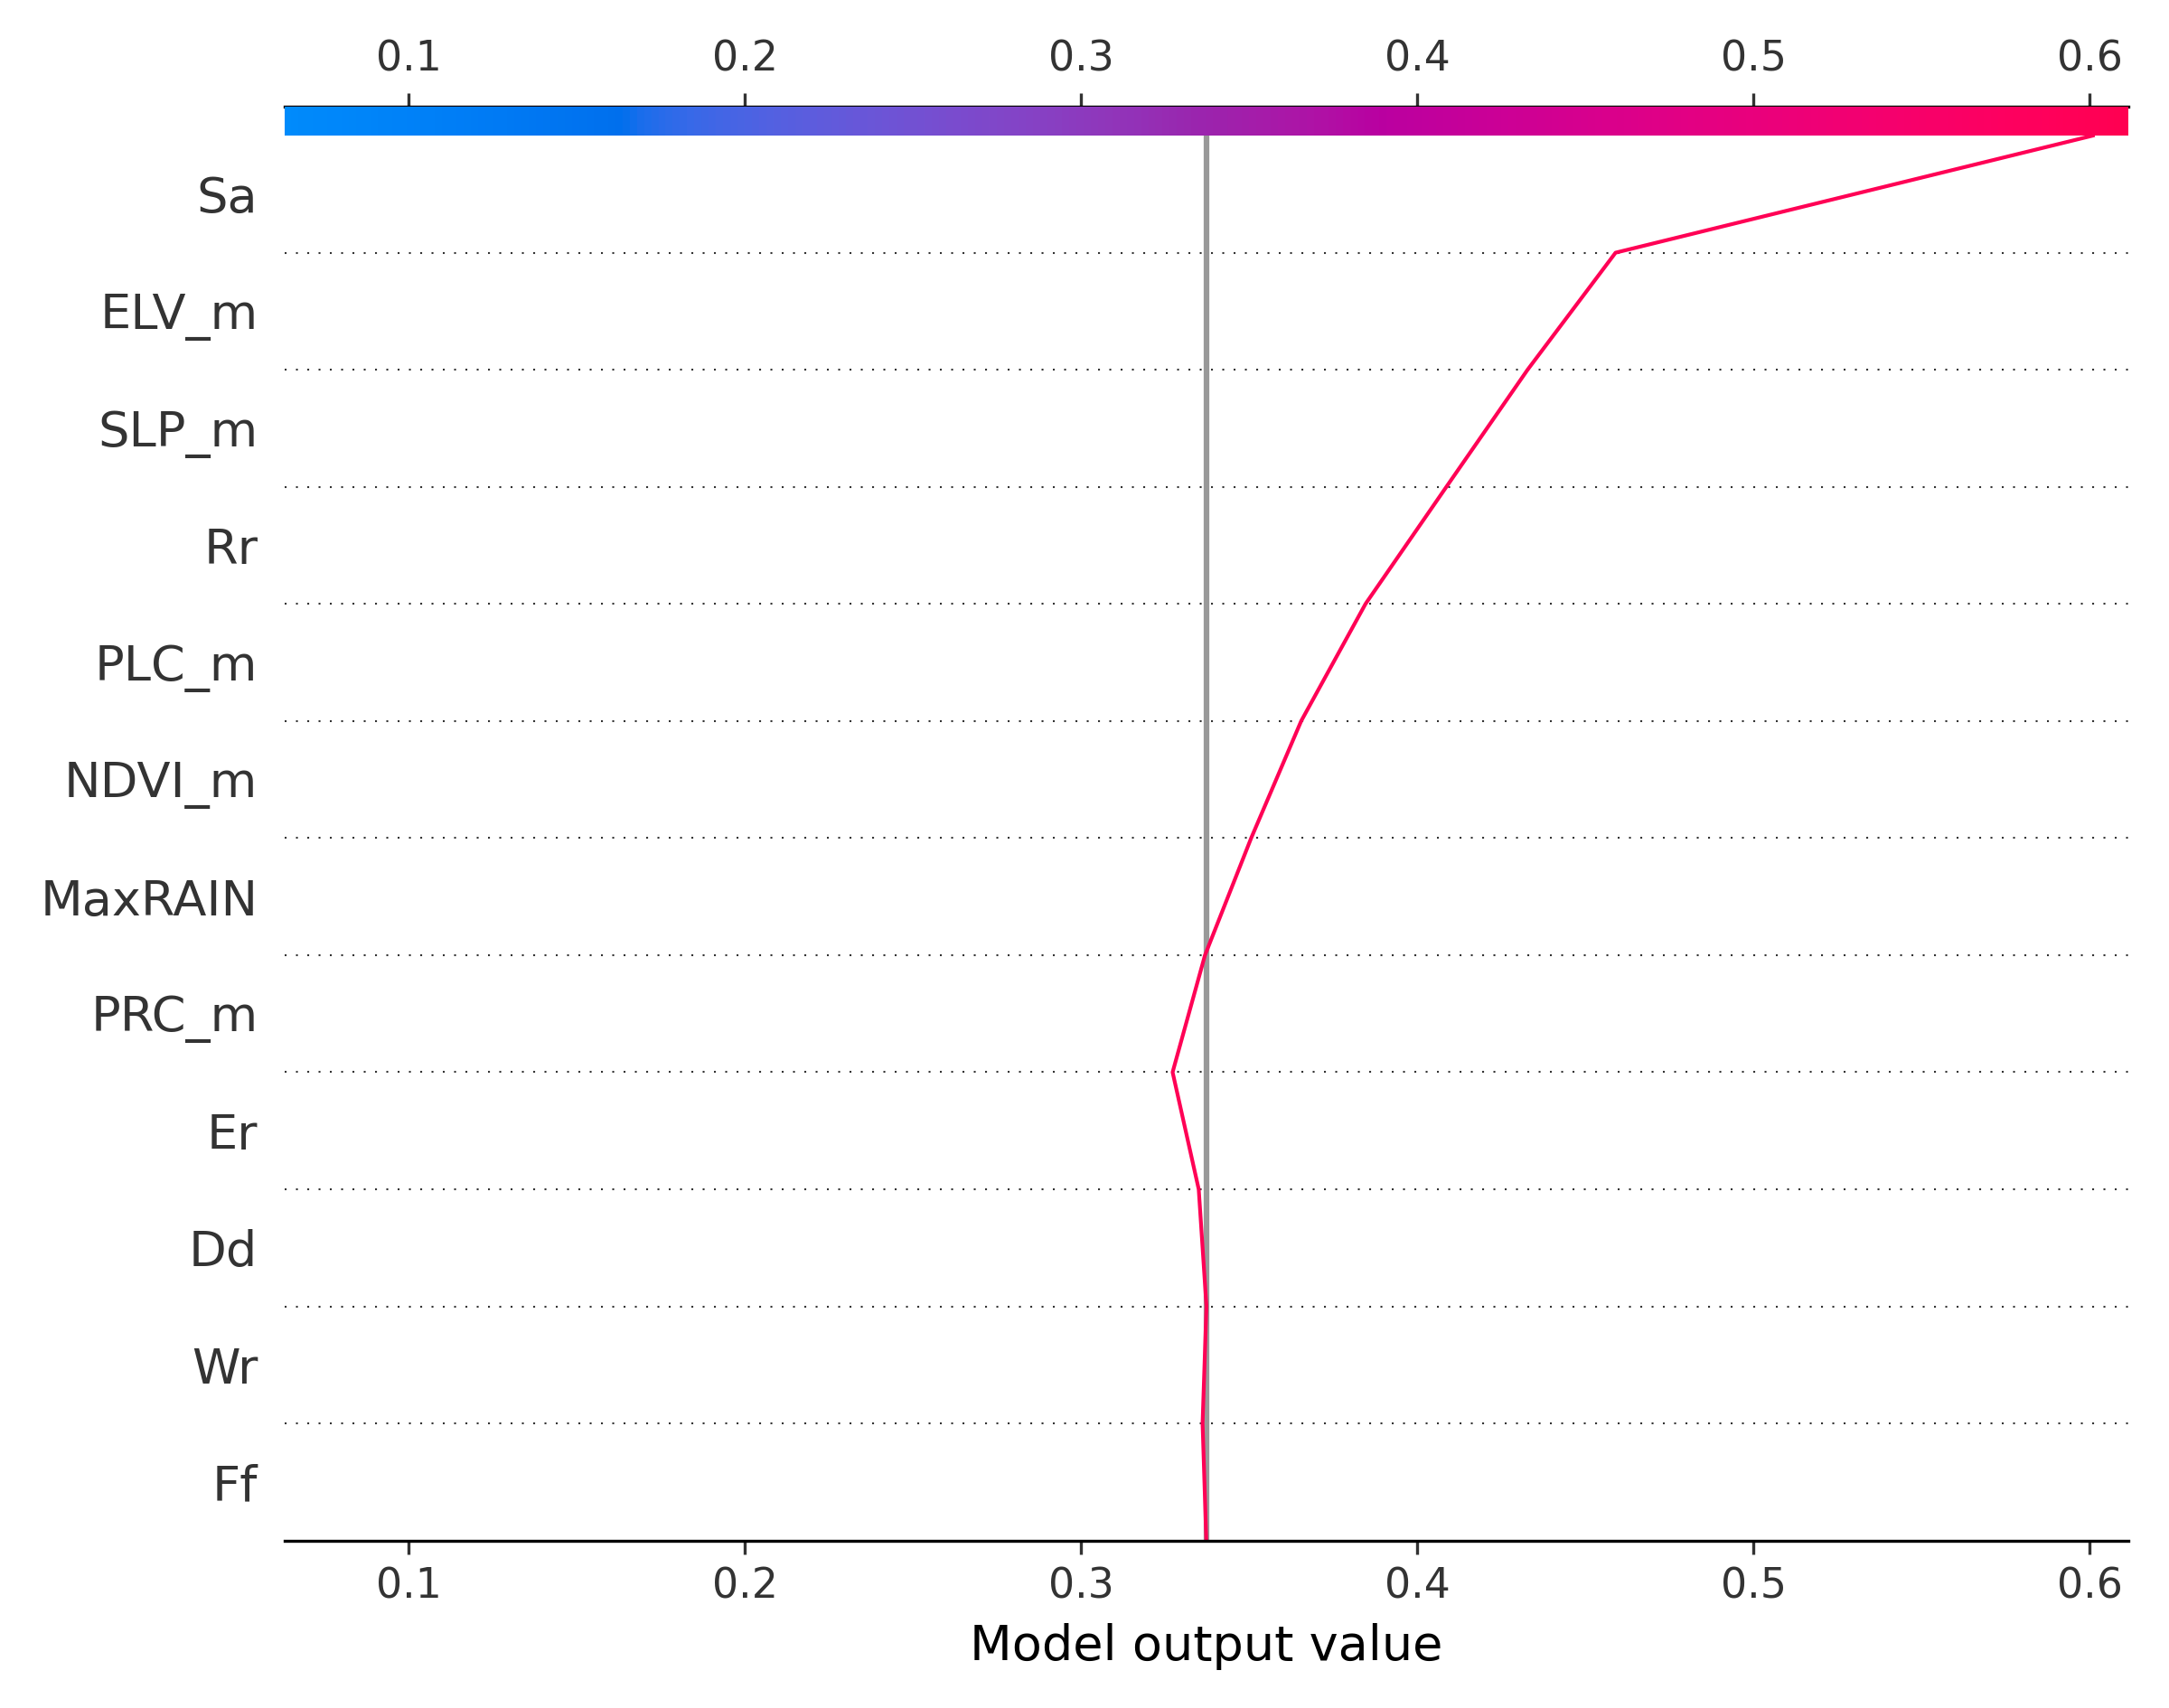 0.1 0.2 0.3 0.4 0.5 0.6
Sa
ELV_m
SLP_m
Rr
PLC_m
NDVI_m
MaxRAIN
PRC_m
Er
Dd
Wr
Ff
0.1 0.2 0.3 0.4 0.5 0.6
Model output value